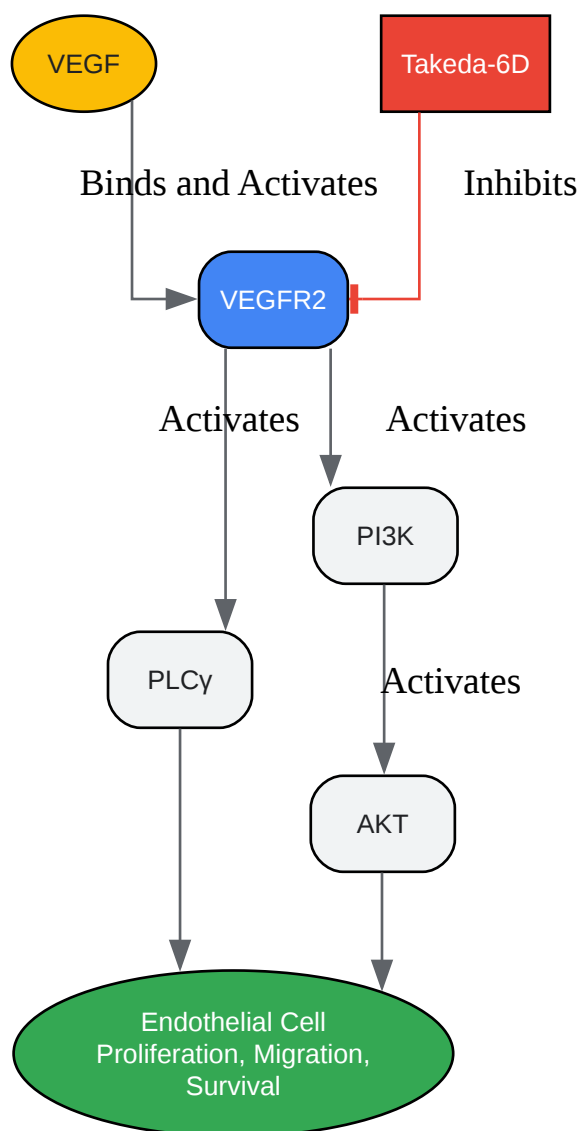 VEGF
Takeda-6D
Binds and Activates
Inhibits
VEGFR2
Activates
Activates
PI3K
PLCγ
Activates
AKT
Endothelial Cell
Proliferation, Migration,
Survival